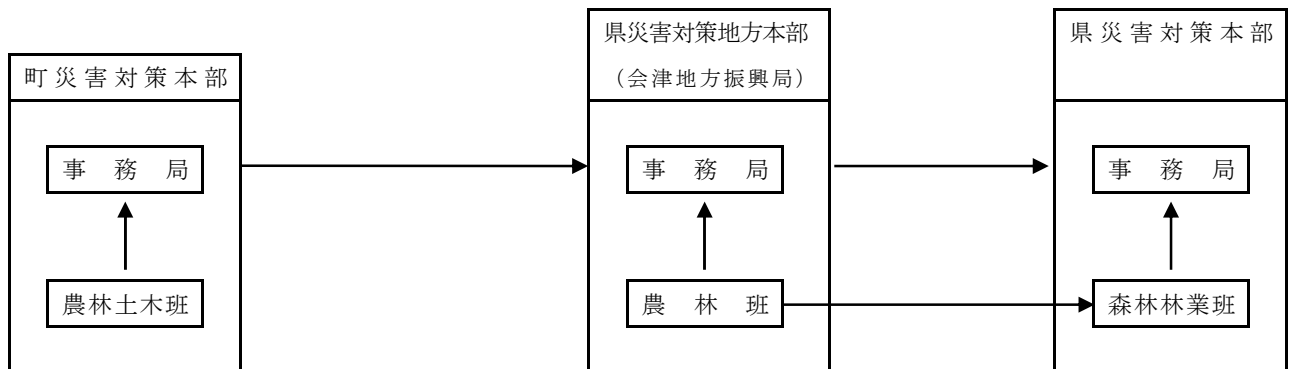 町災害対策本部
事務局
農林土木班
県災害対策地方本部
（会津地方振興局）
事務局
農林班
県災害対策本部
事務局
森林林業班